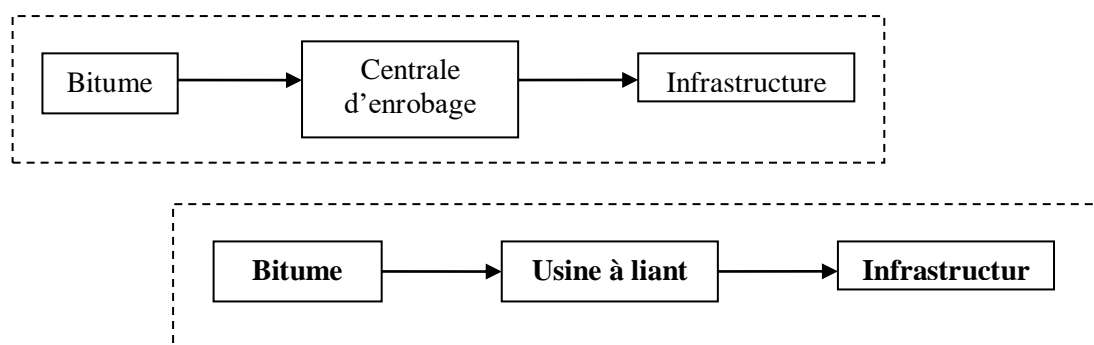 Bitume
Centrale
d'enrobage
Infrastructure
Bitume
Usine à liant
Infrastructur